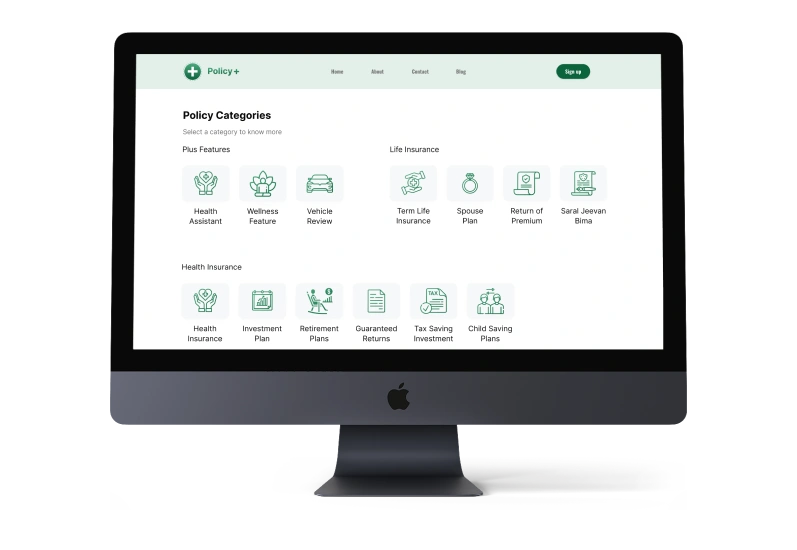 Policy+
Home
About
Contact
Blog
Sign up
Policy Categories
Select a category to know more
Plus Features
Health
Assistant
Wellness
Feature
Vehicle
Review
Life Insurance
Term Life
Insurance
Spouse
Plan
Return of
Premium
Saral Jeevan
Bima
Health Insurance
Health
Insurance
Investment
Plan
Retirement
Plans
Guaranteed
Returns
TAX
Tax Saving
Investment
Child Saving
Plans